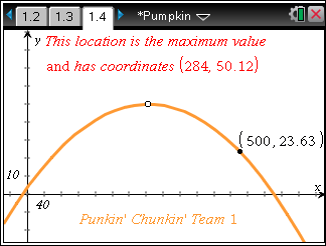 1.2 1.3 1.4 *Pumpkin
y This location is the maximum value
and has coordinates (284, 50.12)
(500, 23.63)
10
x
40
Punkin' Chunkin' Team 1